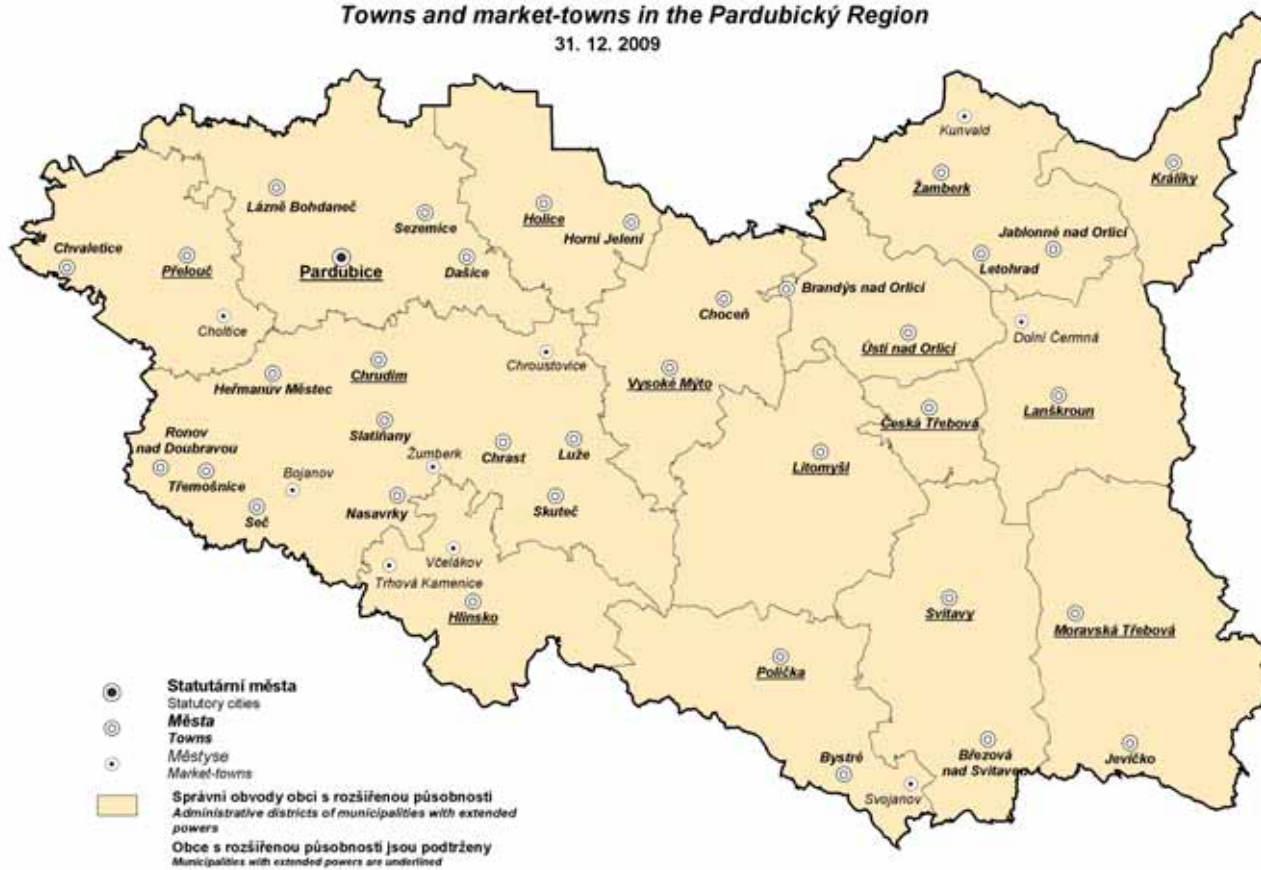 Towns and market-towns in the Pardubický Region
31. 12. 2009
Kunvald
Žamberk
Králíky
Lázně Bohdaneč
Sezemice
Holice
Horní Jelení
Jablonné nad Orlicí
Letohrad
Chvaletice
Přelouč
Pardubice
Dašice
Brandýs nad Orlicí
Choceň
Choltice
Dolní Čermná
Ústí nad Orlicí
Chroustovice
Chrudim
Heřmanův Městec
Vysoké Mýto
Lanškroun
Česká Třebová
Slatiňany
Ronov
nad Doubravou
Chrast
Luže
Litomyšl
Žumberk
Bojanov
Třemošnice
Nasavrky
Skuteč
Seč
Včelákov
Trhová Kamenice
Hlinsko
Svitavy
Moravská Třebová
Polička
Bystré
Březová
nad Svitavou
Jevíčko
Svojanov
Statutární města
Statutory cities
Města
Towns
Městyse
Market-towns
Správní obvody obcí s rozšířenou působností
Administrative districts of municipalities with extended
powers
Obce s rozšířenou působností jsou podtrženy
Municipalities with extended powers are underlined